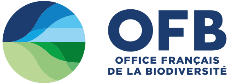 OFB
OFFICE FRANÇAIS
DE LA BIODIVERSITÉ